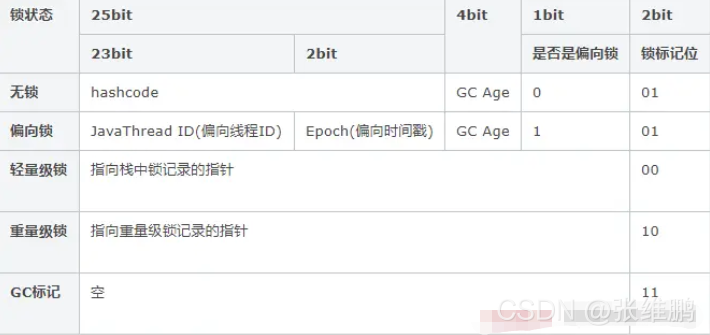 锁状态 25bit 4bit 1bit 2bit
23bit 2bit 是否是偏向锁 锁标记位
无锁 hashcode GC Age 0 01
偏向锁 JavaThread ID(偏向线程ID) Epoch(偏向时间戳) GC Age 1 01
轻量级锁 指向栈中锁记录的指针 00
重量级锁 指向重量级锁记录的指针 10
GC标记 空 11
CSDN @张维鹏